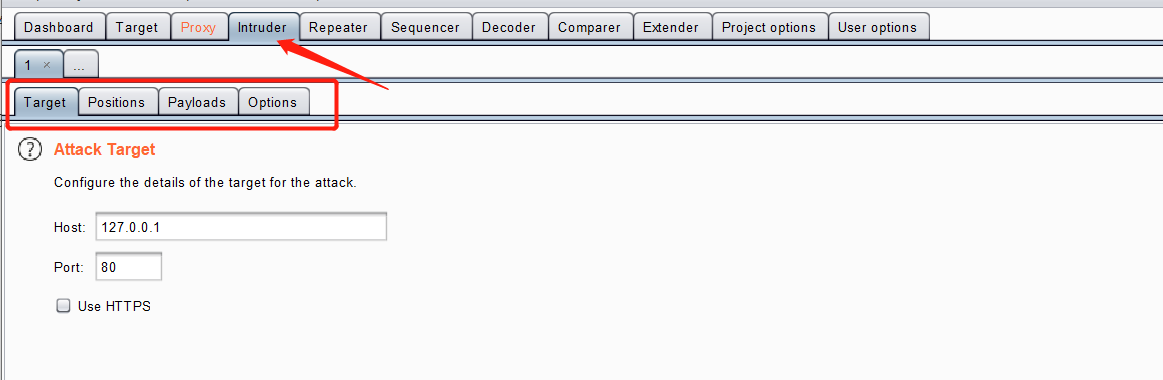 Dashboard Target Proxy Intruder Repeater Sequencer Decoder Comparer Extender Project options User options
1 × ...
Target Positions Payloads Options
? Attack Target
Configure the details of the target for the attack.
Host: 127.0.0.1
Port: 80
Use HTTPS